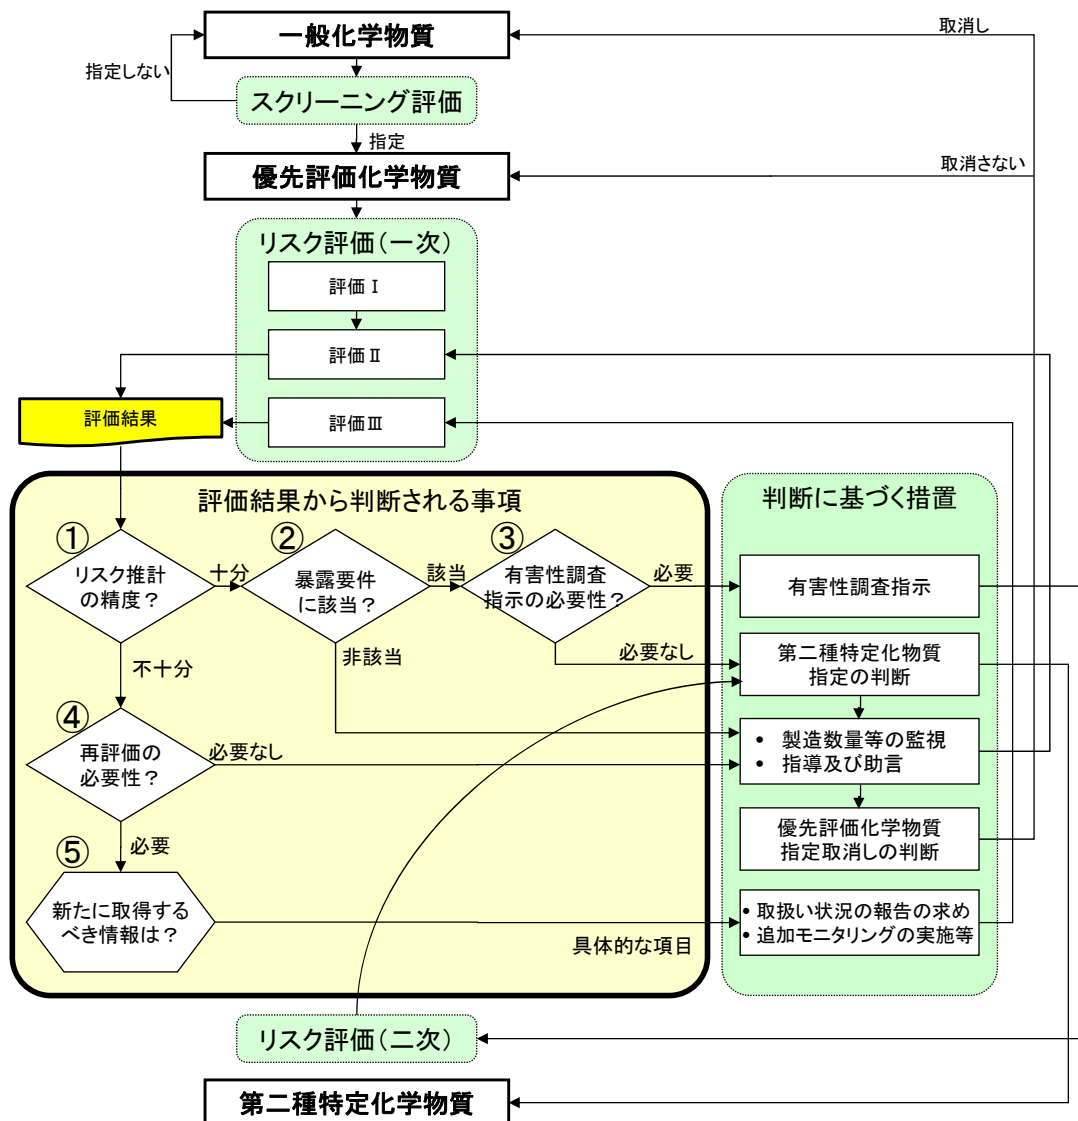 一般化学物質
取消し
指定しない
スクリーニング評価
指定
優先評価化学物質
取消さない
リスク評価（一次）
評価Ⅰ
評価Ⅱ
評価結果
評価Ⅲ
評価結果から判断される事項
判断に基づく措置
①
リスク推計
の精度？
十分
②
暴露要件
に該当？
該当
③
有害性調査
指示の必要性？
必要
有害性調査指示
不十分
非該当
必要なし
第二種特定化物質
指定の判断
④
再評価の
必要性？
必要なし
• 製造数量等の監視
• 指導及び助言
必要
優先評価化学物質
指定取消しの判断
⑤
新たに取得する
べき情報は？
具体的な項目
• 取扱い状況の報告の求め
• 追加モニタリングの実施等
リスク評価（二次）
第二種特定化学物質